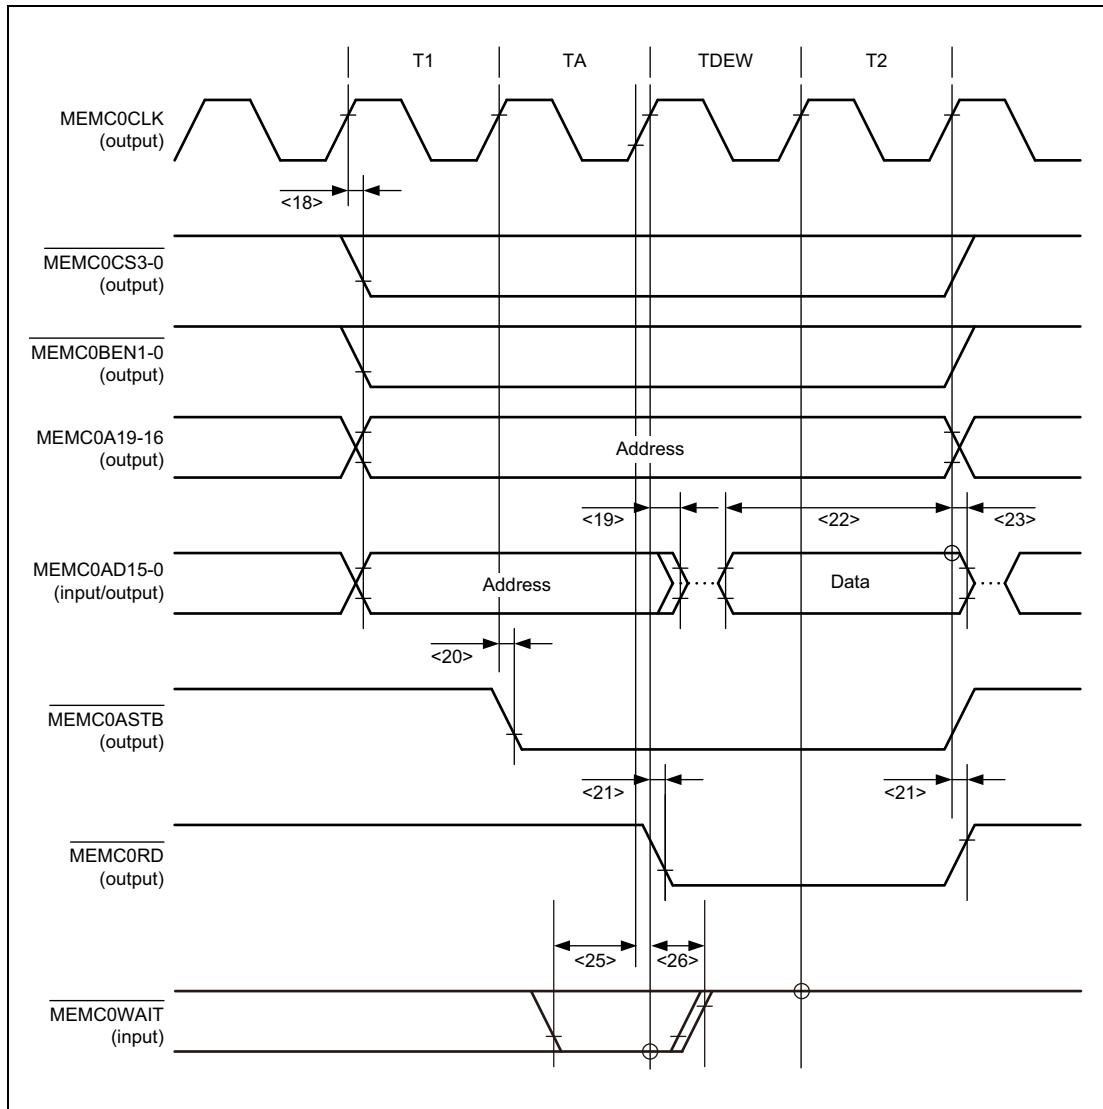 T1 TA TDEW T2
MEMC0CLK
(output)
<18>
MEMC0CS3-0
(output)
MEMC0BEN1-0
(output)
MEMC0A19-16
(output)
Address
<19> <22> <23>
MEMC0AD15-0
(input/output)
Address Data
<20>
MEMC0ASTB
(output)
<21> <21>
MEMC0RD
(output)
<25> <26>
MEMC0WAIT
(input)